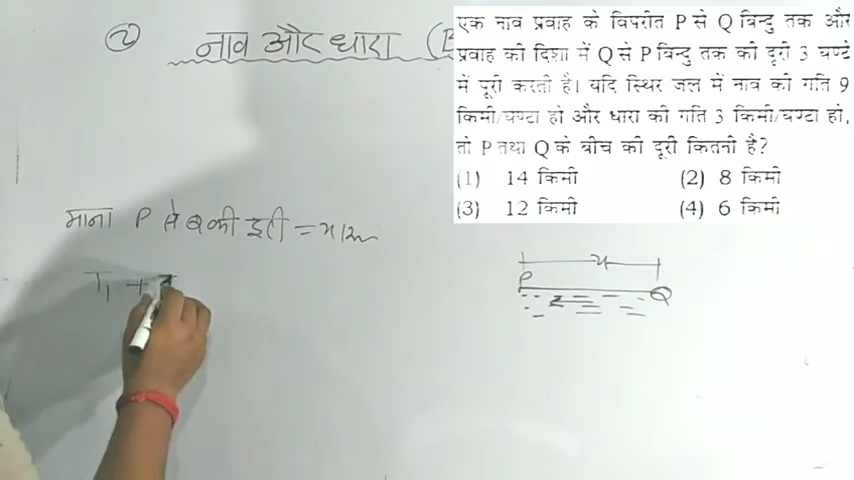 ② नाव और धारा (B
एक नाव प्रवाह के विपरीत P से Q विन्दु तक और
प्रवाह की दिशा में Q से P विन्दु तक की दूरी 3 घण्टे
में पूरी करती है। यदि स्थिर जल में नाव की गति 9
किमी/घण्टा हो और धारा की गति 3 किमी/घण्टा हो,
तो P तथा Q के बीच की दूरी कितनी है?
(1) 14 किमी (2) 8 किमी
(3) 12 किमी (4) 6 किमी
माना P से Q की दूरी = x km
x
P
Q
T₁ +